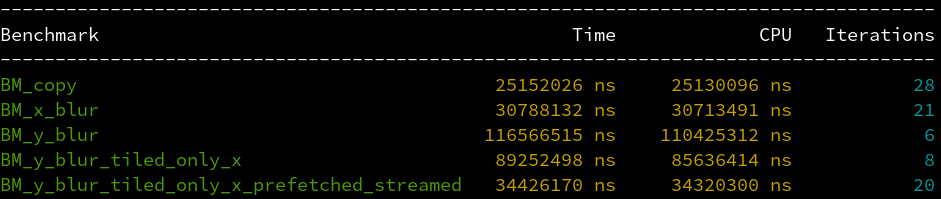 --------------------------------------------------------------------------------
Benchmark                                         Time             CPU   Iterations
--------------------------------------------------------------------------------
BM_copy                                    25152026 ns     25130096 ns           28
BM_x_blur                                  30788132 ns     30713491 ns           21
BM_y_blur                                 116566515 ns    110425312 ns            6
BM_y_blur_tiled_only_x                     89252498 ns     85636414 ns            8
BM_y_blur_tiled_only_x_prefetched_streamed   34426170 ns     34320300 ns           20